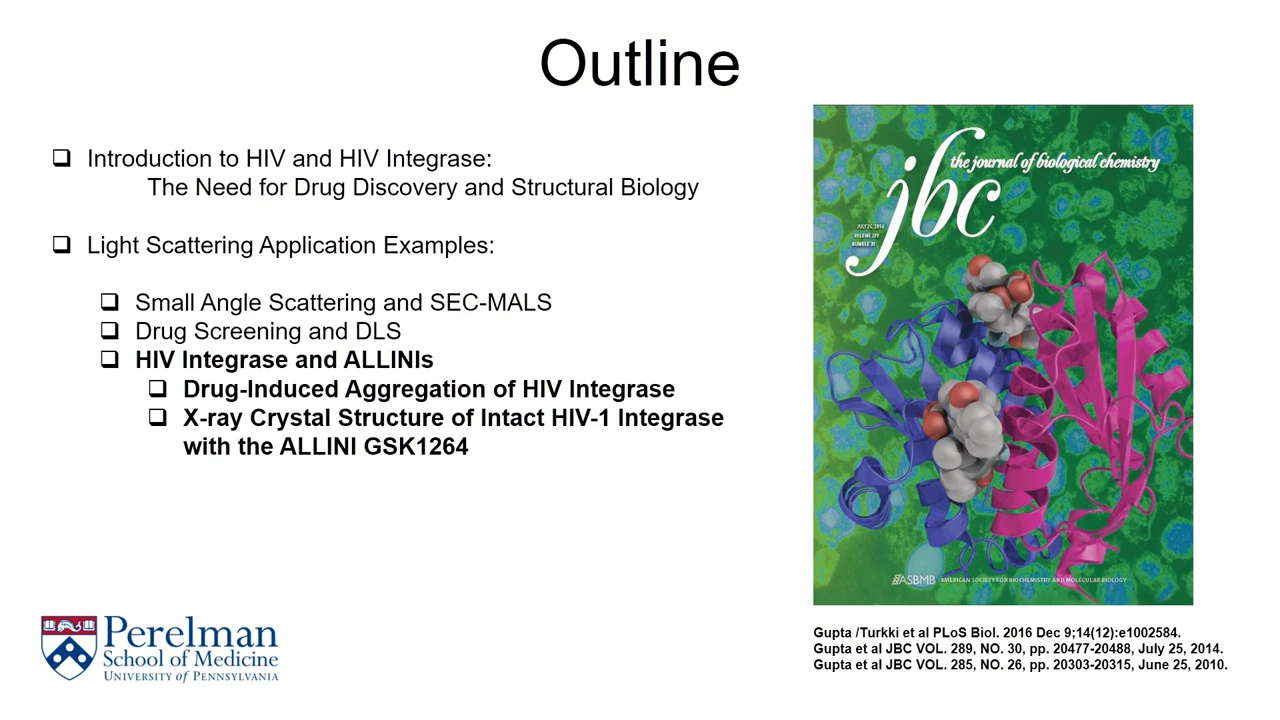 Outline
Introduction to HIV and HIV Integrase:
The Need for Drug Discovery and Structural Biology
Light Scattering Application Examples:
Small Angle Scattering and SEC-MALS
Drug Screening and DLS
HIV Integrase and ALLINIs
Drug-Induced Aggregation of HIV Integrase
X-ray Crystal Structure of Intact HIV-1 Integrase
with the ALLINI GSK1264
jbc
the journal of biological chemistry
JULY 25, 2014
VOLUME 289
NUMBER 30
ASBMB AMERICAN SOCIETY FOR BIOCHEMISTRY AND MOLECULAR BIOLOGY
Gupta /Turkki et al PLoS Biol. 2016 Dec 9;14(12):e1002584.
Gupta et al JBC VOL. 289, NO. 30, pp. 20477-20488, July 25, 2014.
Gupta et al JBC VOL. 285, NO. 26, pp. 20303-20315, June 25, 2010.
Perelman
School of Medicine
University of Pennsylvania